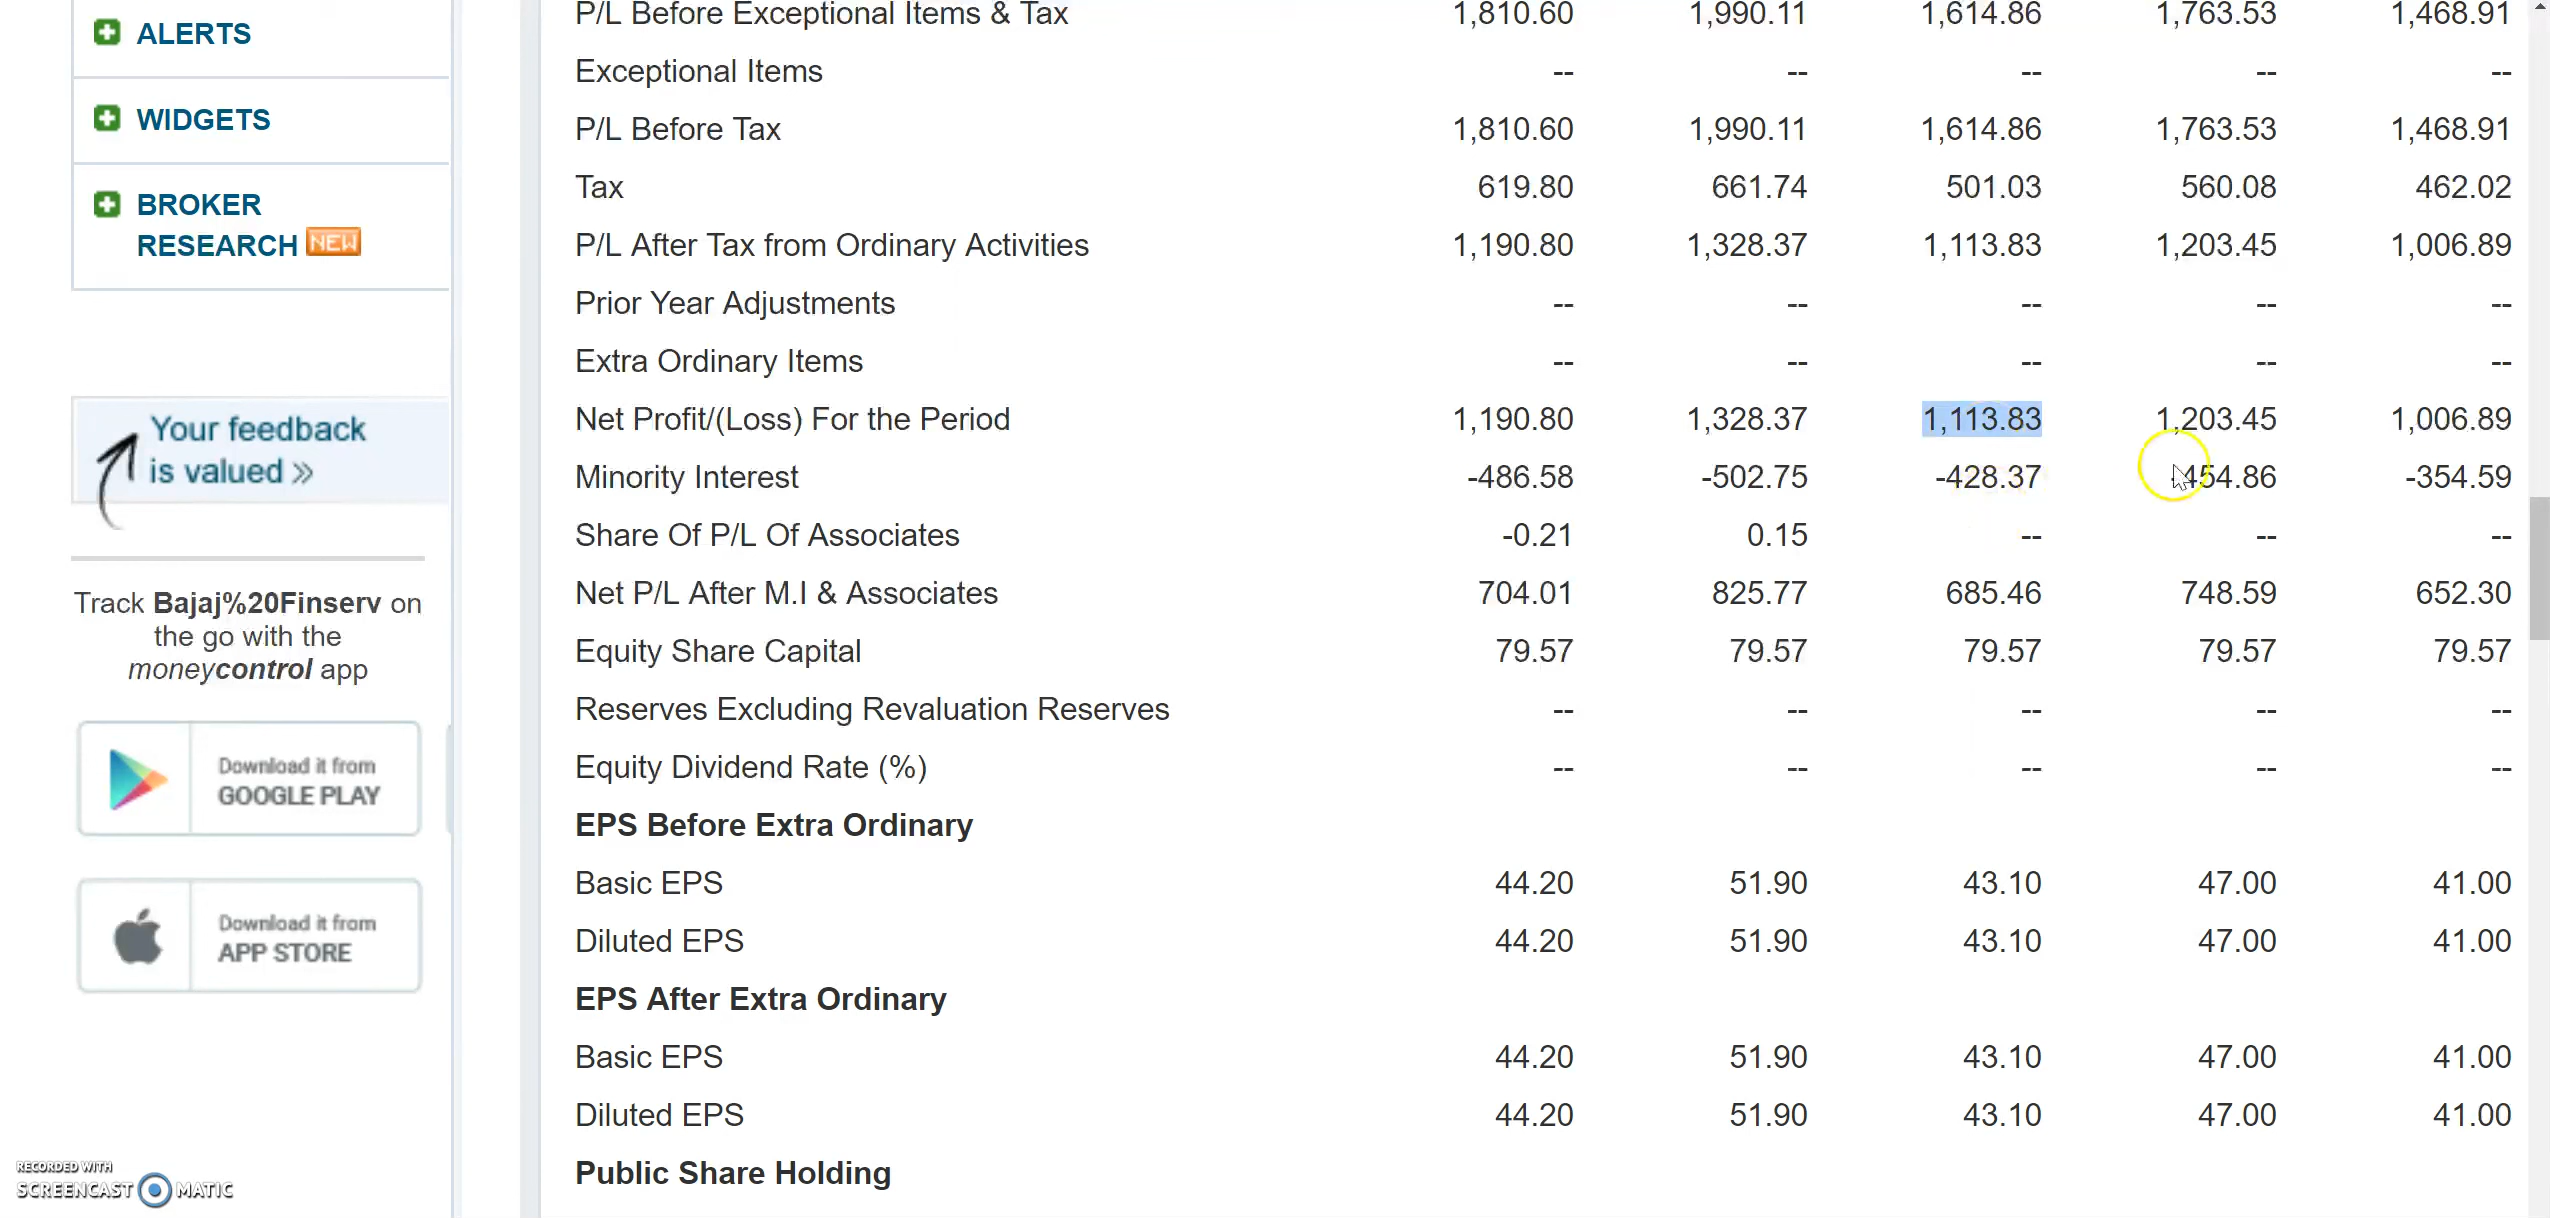 ALERTS
WIDGETS
BROKER
RESEARCH NEW
Your feedback
is valued »
Track Bajaj%20Finserv on
the go with the
moneycontrol app
Download it from
GOOGLE PLAY
Download it from
APP STORE
RECORDED WITH
SCREENCAST MATIC
P/L Before Exceptional Items & Tax 1,810.60 1,990.11 1,614.86 1,763.53 1,468.91
Exceptional Items -- -- -- -- --
P/L Before Tax 1,810.60 1,990.11 1,614.86 1,763.53 1,468.91
Tax 619.80 661.74 501.03 560.08 462.02
P/L After Tax from Ordinary Activities 1,190.80 1,328.37 1,113.83 1,203.45 1,006.89
Prior Year Adjustments -- -- -- -- --
Extra Ordinary Items -- -- -- -- --
Net Profit/(Loss) For the Period 1,190.80 1,328.37 1,113.83 1,203.45 1,006.89
Minority Interest -486.58 -502.75 -428.37 -454.86 -354.59
Share Of P/L Of Associates -0.21 0.15 -- -- --
Net P/L After M.I & Associates 704.01 825.77 685.46 748.59 652.30
Equity Share Capital 79.57 79.57 79.57 79.57 79.57
Reserves Excluding Revaluation Reserves -- -- -- -- --
Equity Dividend Rate (%) -- -- -- -- --
EPS Before Extra Ordinary
Basic EPS 44.20 51.90 43.10 47.00 41.00
Diluted EPS 44.20 51.90 43.10 47.00 41.00
EPS After Extra Ordinary
Basic EPS 44.20 51.90 43.10 47.00 41.00
Diluted EPS 44.20 51.90 43.10 47.00 41.00
Public Share Holding